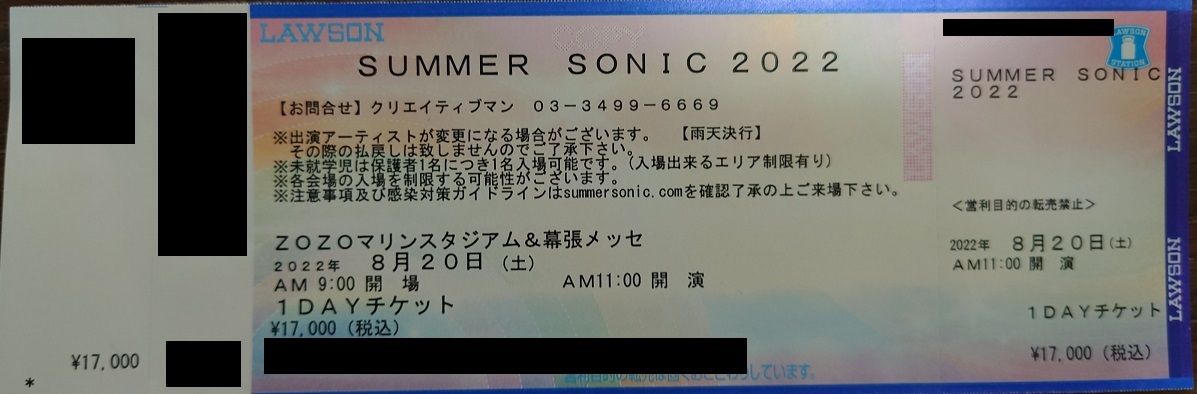 LAWSON
SUMMER SONIC 2022
【お問合せ】クリエイティブマン 03-3499-6669
※出演アーティストが変更になる場合がございます。 【雨天決行】
その際の払戻しは致しませんのでご了承下さい。
※未就学児は保護者1名につき1名入場可能です。(入場出来るエリア制限有り)
※各会場の入場を制限する可能性がございます。
※注意事項及び感染対策ガイドラインはsummersonic.comを確認了承の上ご来場下さい。
ZOZOマリンスタジアム&幕張メッセ
2022年 8月20日 (土)
AM 9:00 開 場 AM11:00 開 演
1DAYチケット
¥17,000 (税込)
¥17,000
*
LAWSON
STATION
SUMMER SONIC
2022
<営利目的の転売禁止>
2022年 8月20日(土)
AM11:00 開 演
1DAYチケット
¥17,000 (税込)
LAWSON
LAWSON